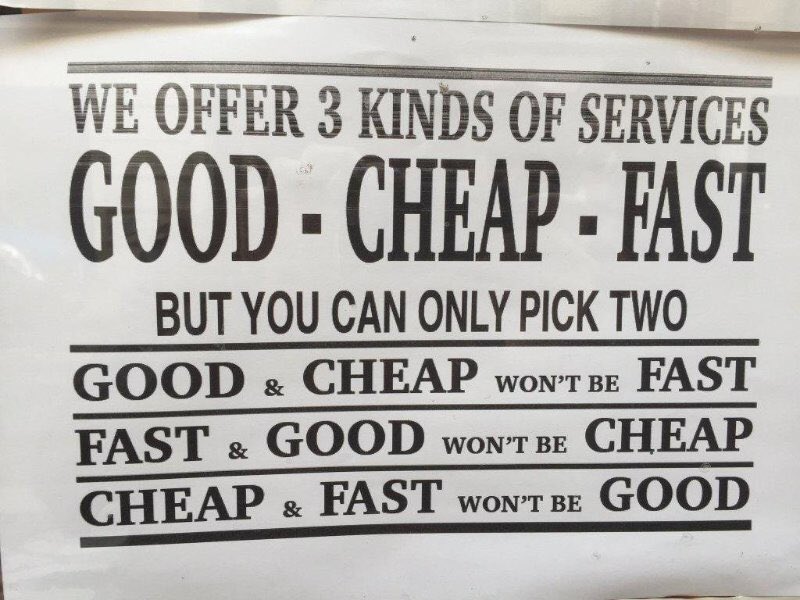 WE OFFER 3 KINDS OF SERVICES
GOOD - CHEAP - FAST
BUT YOU CAN ONLY PICK TWO
GOOD & CHEAP WON'T BE FAST
FAST & GOOD WON'T BE CHEAP
CHEAP & FAST WON'T BE GOOD